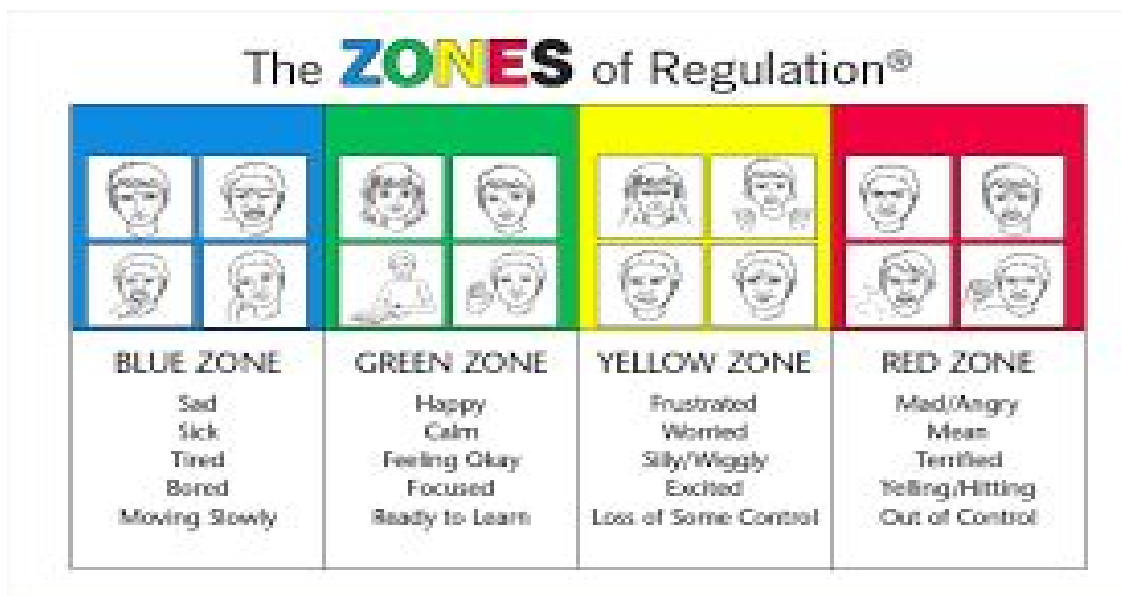 The ZONES of Regulation®
BLUE ZONE
Sad
Sick
Tired
Bored
Moving Slowly
GREEN ZONE
Happy
Calm
Feeling Okay
Focused
Ready to Learn
YELLOW ZONE
Frustrated
Worried
Silly/Wiggly
Excited
Loss of Some Control
RED ZONE
Mad/Angry
Mean
Terrified
Yelling/Hitting
Out of Control